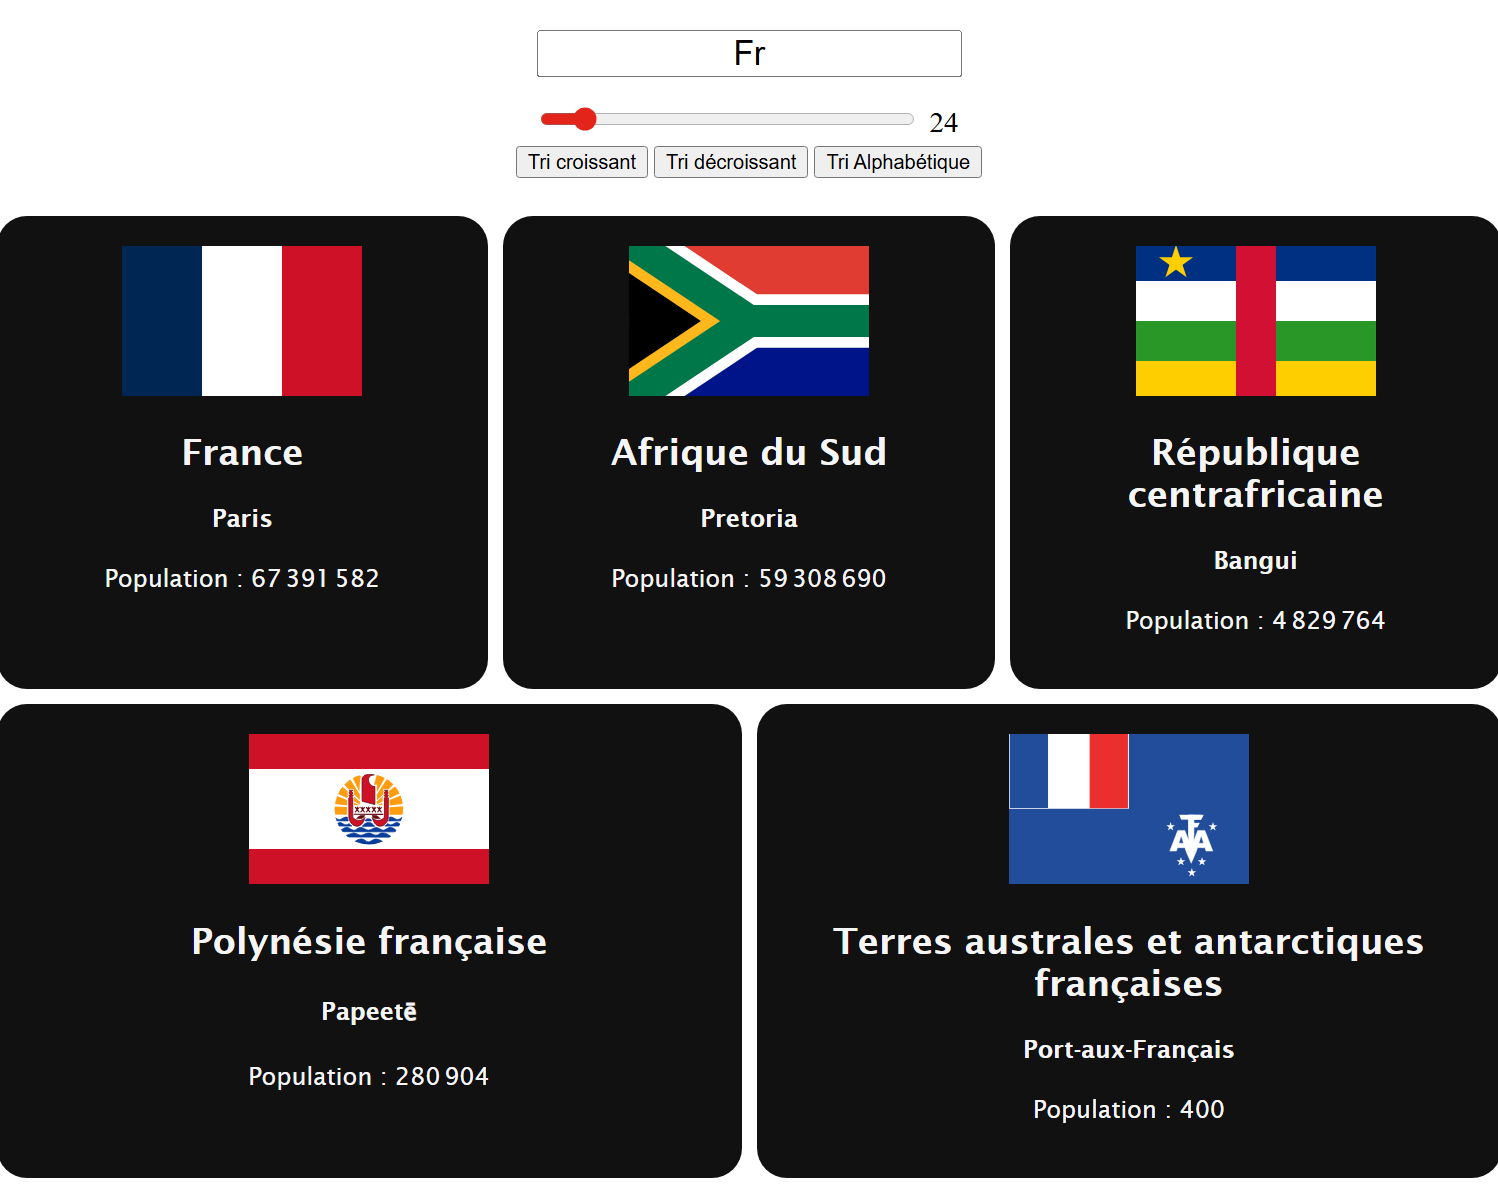 Fr
24
Tri croissant Tri décroissant Tri Alphabétique
France
Paris
Population : 67 391 582
Afrique du Sud
Pretoria
Population : 59 308 690
République
centrafricaine
Bangui
Population : 4 829 764
Polynésie française
Papeetē
Population : 280 904
Terres australes et antarctiques
françaises
Port-aux-Français
Population : 400